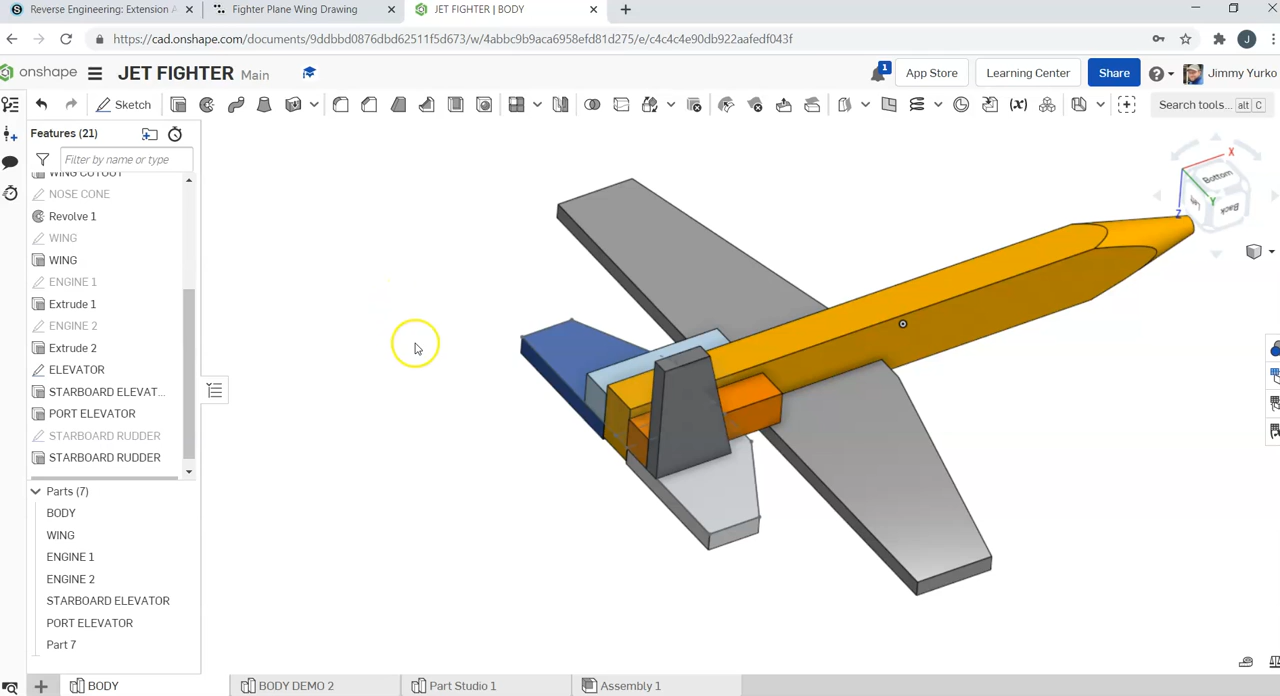 Reverse Engineering: Extension A
Fighter Plane Wing Drawing
JET FIGHTER | BODY
https://cad.onshape.com/documents/9ddbbd0876dbd62511f5d673/w/4abbc9b9aca6958efd81d275/e/c4c4c4e90db922aafedf043f
onshape JET FIGHTER Main
1 App Store Learning Center Share Jimmy Yurko
Sketch
Search tools... alt C
Features (21)
Filter by name or type
WING CUTOUT
NOSE CONE
Revolve 1
WING
WING
ENGINE 1
Extrude 1
ENGINE 2
Extrude 2
ELEVATOR
STARBOARD ELEVAT...
PORT ELEVATOR
STARBOARD RUDDER
STARBOARD RUDDER
Parts (7)
BODY
WING
ENGINE 1
ENGINE 2
STARBOARD ELEVATOR
PORT ELEVATOR
Part 7
X
Bottom
Y
Left
Back
Z
BODY
BODY DEMO 2
Part Studio 1
Assembly 1